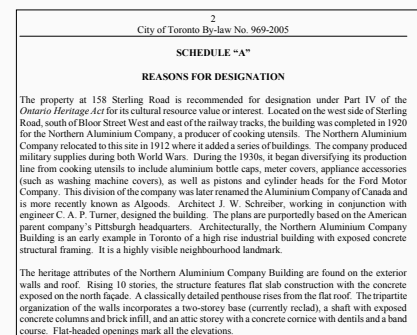 2
City of Toronto By-law No. 969-2005
SCHEDULE “A”
REASONS FOR DESIGNATION
The property at 158 Sterling Road is recommended for designation under Part IV of the
Ontario Heritage Act for its cultural resource value or interest. Located on the west side of Sterling
Road, south of Bloor Street West and east of the railway tracks, the building was completed in 1920
for the Northern Aluminium Company, a producer of cooking utensils. The Northern Aluminium
Company relocated to this site in 1912 where it added a series of buildings. The company produced
military supplies during both World Wars. During the 1930s, it began diversifying its production
line from cooking utensils to include aluminium bottle caps, meter covers, appliance accessories
(such as washing machine covers), as well as pistons and cylinder heads for the Ford Motor
Company. This division of the company was later renamed the Aluminium Company of Canada and
is more recently known as Algoods. Architect J. W. Schreiber, working in conjunction with
engineer C. A. P. Turner, designed the building. The plans are purportedly based on the American
parent company’s Pittsburgh headquarters. Architecturally, the Northern Aluminium Company
Building is an early example in Toronto of a high rise industrial building with exposed concrete
structural framing. It is a highly visible neighbourhood landmark.
The heritage attributes of the Northern Aluminium Company Building are found on the exterior
walls and roof. Rising 10 stories, the structure features flat slab construction with the concrete
exposed on the north façade. A classically detailed penthouse rises from the flat roof. The tripartite
organization of the walls incorporates a two-storey base (currently reclad), a shaft with exposed
concrete columns and brick infill, and an attic storey with a concrete cornice with dentils and a band
course. Flat-headed openings mark all the elevations.